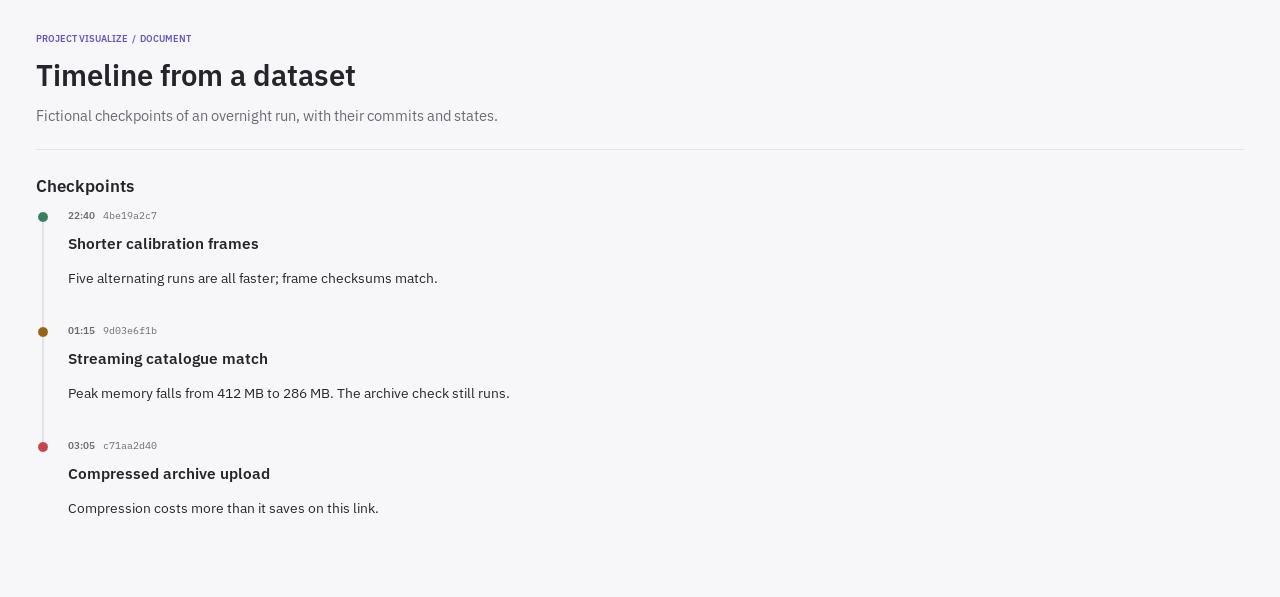 PROJECT VISUALIZE / DOCUMENT
Timeline from a dataset
Fictional checkpoints of an overnight run, with their commits and states.
Checkpoints
22:40 4be19a2c7
Shorter calibration frames
Five alternating runs are all faster; frame checksums match.
01:15 9d03e6f1b
Streaming catalogue match
Peak memory falls from 412 MB to 286 MB. The archive check still runs.
03:05 c71aa2d40
Compressed archive upload
Compression costs more than it saves on this link.